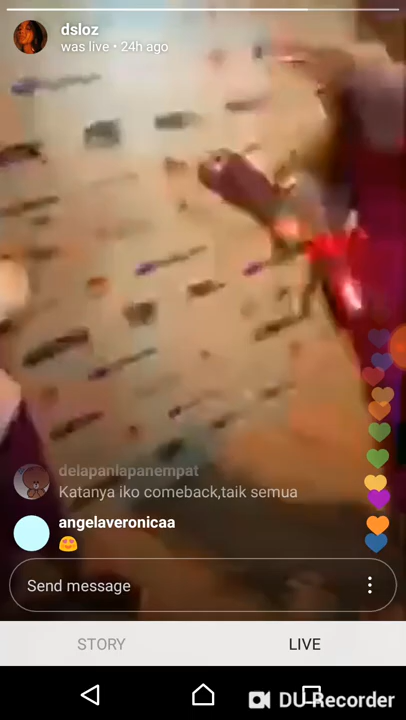 dsloz
was live • 24h ago
delapanlapanempat
Katanya iko comeback,taik semua
angelaveronicaa
😍
Send message
STORY
LIVE
DU Recorder